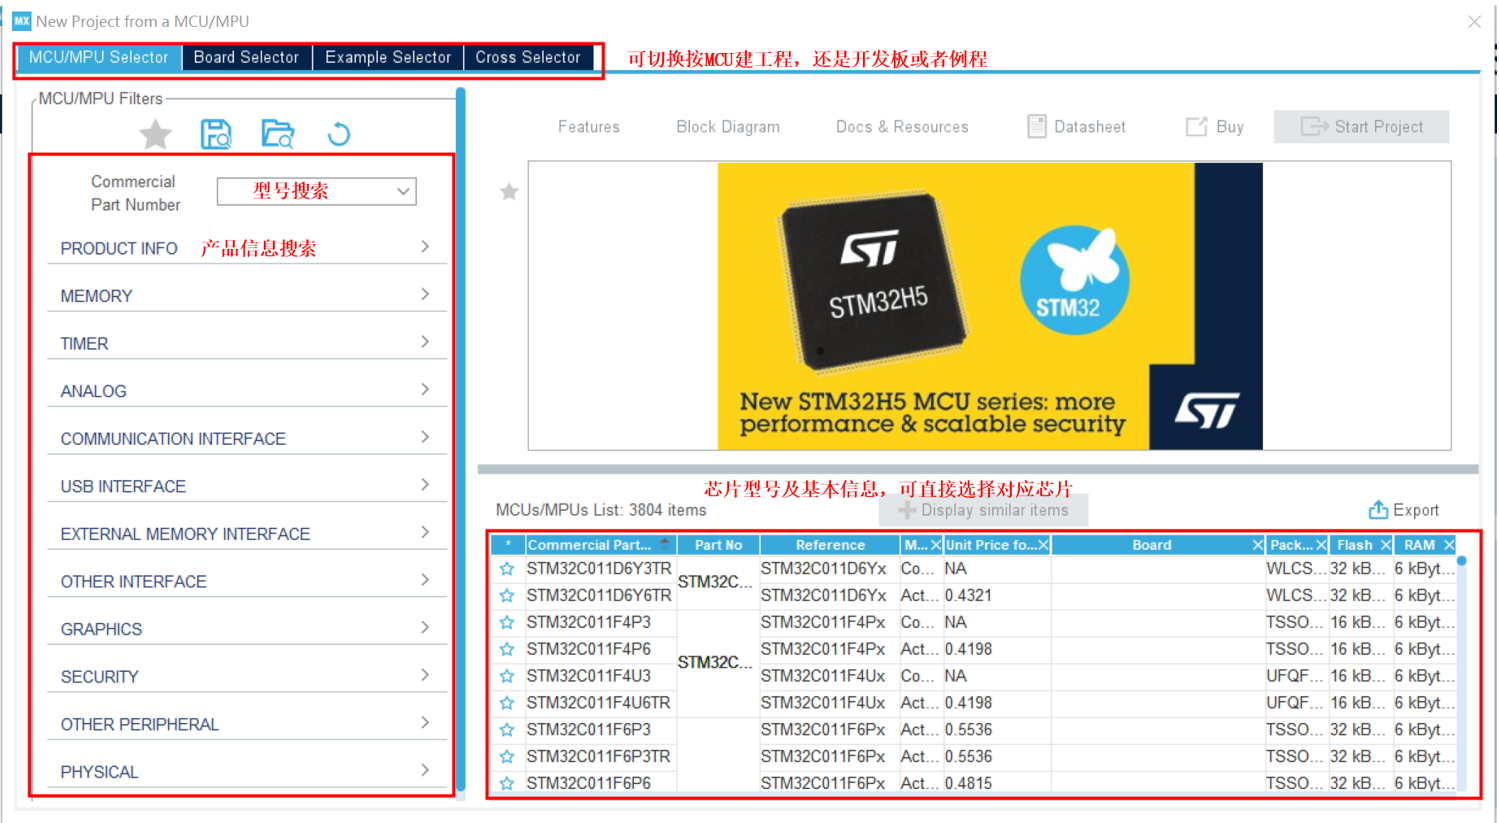 MX New Project from a MCU/MPU
MCU/MPU Selector Board Selector Example Selector Cross Selector 可切换按MCU建工程，还是开发板或者例程
MCU/MPU Filters
Features Block Diagram Docs & Resources Datasheet Buy Start Project
Commercial
Part Number
型号搜索
PRODUCT INFO 产品信息搜索
MEMORY
TIMER
ANALOG
COMMUNICATION INTERFACE
USB INTERFACE
EXTERNAL MEMORY INTERFACE
OTHER INTERFACE
GRAPHICS
SECURITY
OTHER PERIPHERAL
PHYSICAL
ST
STM32H5
STM32
New STM32H5 MCU series: more
performance & scalable security
ST
芯片型号及基本信息，可直接选择对应芯片
MCUs/MPUs List: 3804 items Display similar items Export
* Commercial Part... Part No Reference M... Unit Price fo... Board Pack... Flash RAM
STM32C011D6Y3TR STM32C... STM32C011D6Yx Co... NA WLCS... 32 kB... 6 kByt...
STM32C011D6Y6TR STM32C011D6Yx Act... 0.4321 WLCS... 32 kB... 6 kByt...
STM32C011F4P3 STM32C011F4Px Co... NA TSSO... 16 kB... 6 kByt...
STM32C011F4P6 STM32C... STM32C011F4Px Act... 0.4198 TSSO... 16 kB... 6 kByt...
STM32C011F4U3 STM32C011F4Ux Co... NA UFQF... 16 kB... 6 kByt...
STM32C011F4U6TR STM32C011F4Ux Act... 0.4198 UFQF... 16 kB... 6 kByt...
STM32C011F6P3 STM32C011F6Px Act... 0.5536 TSSO... 32 kB... 6 kByt...
STM32C011F6P3TR STM32C011F6Px Act... 0.5536 TSSO... 32 kB... 6 kByt...
STM32C011F6P6 STM32C011F6Px Act... 0.4815 TSSO... 32 kB... 6 kByt...